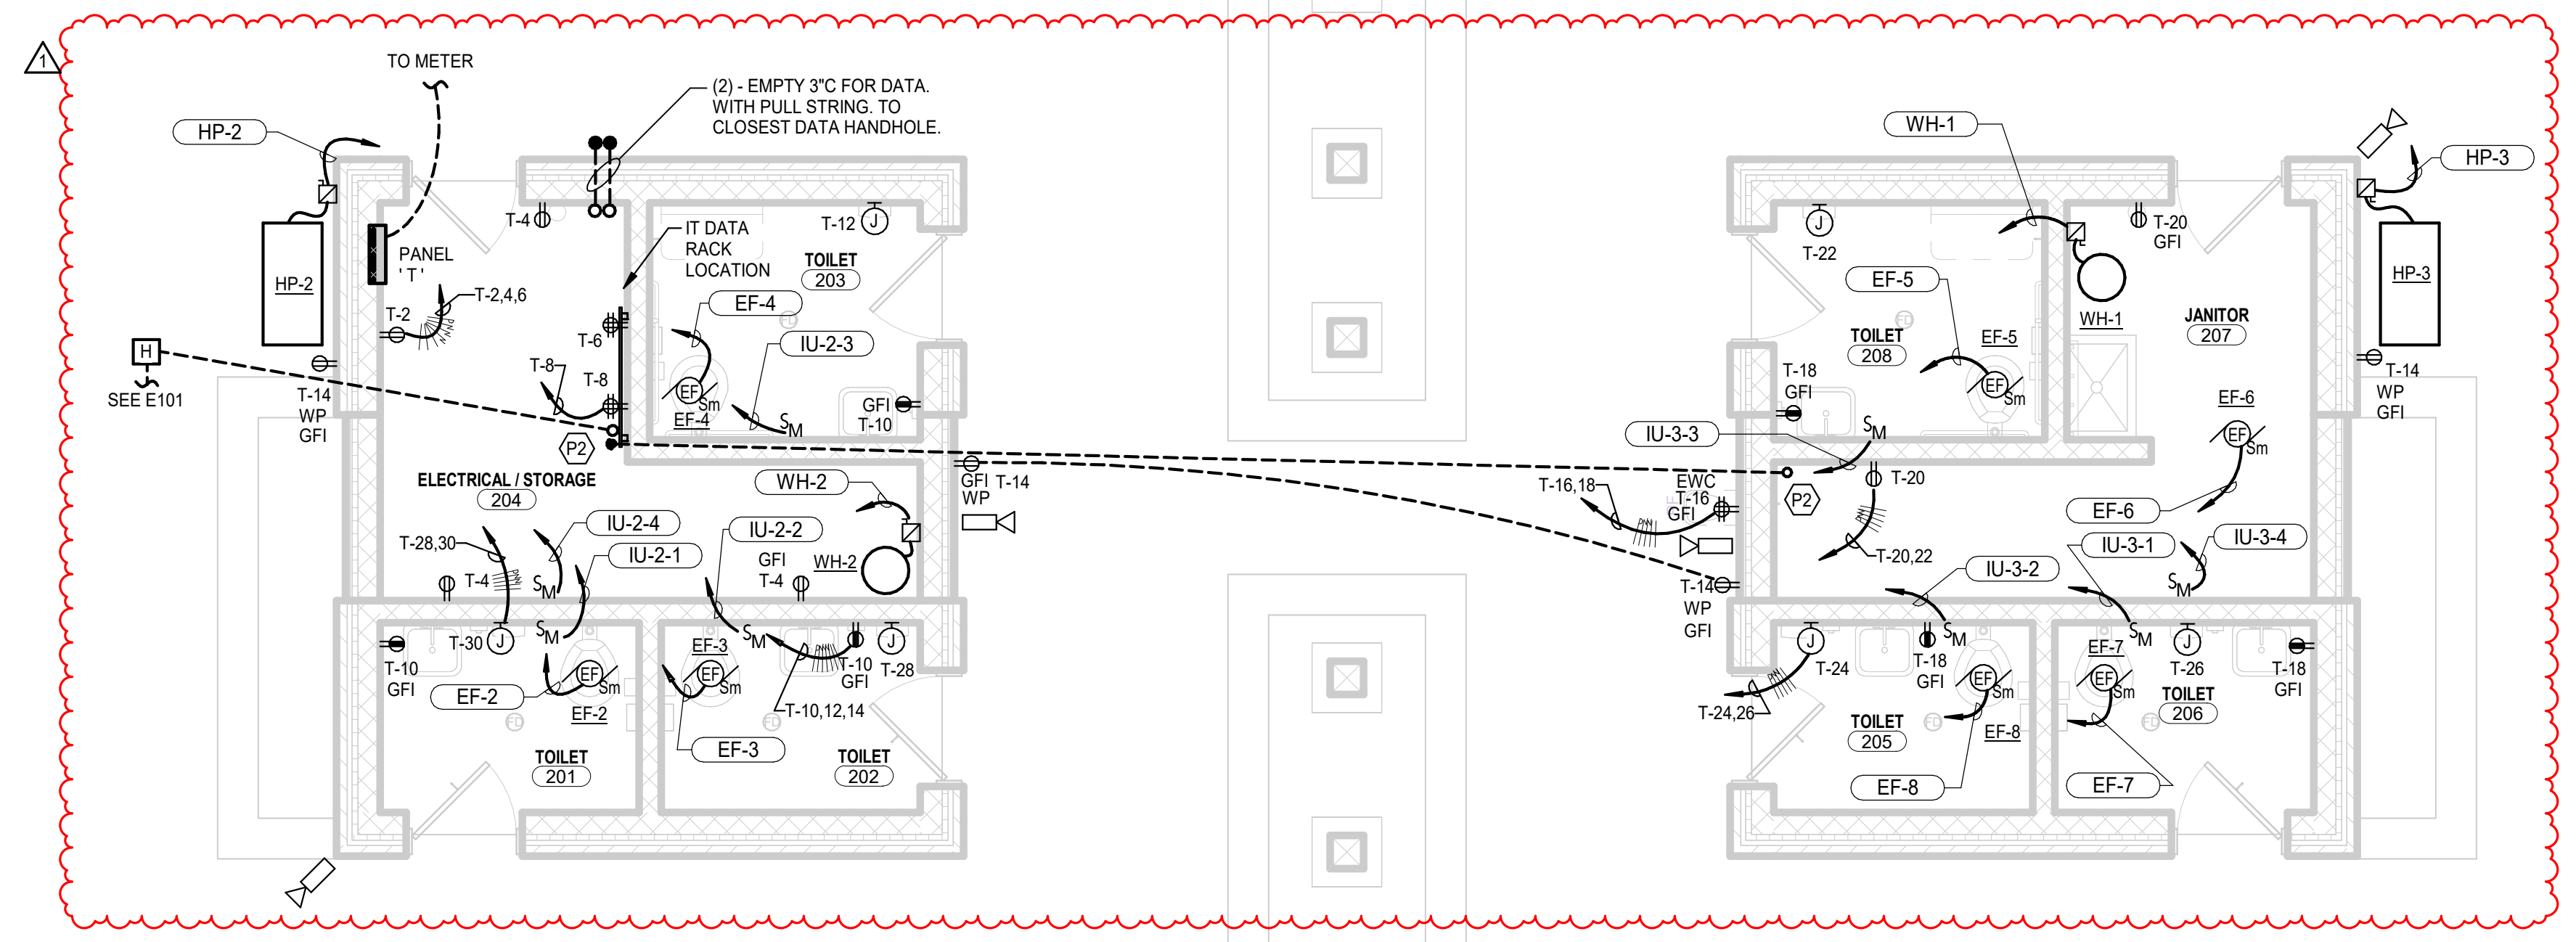 1
TO METER
(2) - EMPTY 3"C FOR DATA.
WITH PULL STRING. TO
CLOSEST DATA HANDHOLE.
HP-2
HP-2
PANEL
'T'
T-2
T-2,4,6
T-4
IT DATA
RACK
LOCATION
T-12
J
TOILET
203
EF-4
IU-2-3
T-6
T-8
T-8
EF
Sm
EF-4
SM
GFI
T-10
FD
H
SEE E101
T-14
WP
GFI
P2
ELECTRICAL / STORAGE
204
WH-2
WH-2
GFI
WP
T-14
IU-2-4
IU-2-1
IU-2-2
T-28,30
T-4
SM
GFI
T-4
T-10
GFI
T-30
J
SM
EF-2
EF
Sm
EF-2
FD
TOILET
201
EF-3
EF
Sm
SM
T-10
GFI
J
T-28
T-10,12,14
FD
EF-3
TOILET
202
WH-1
WH-1
HP-3
HP-3
J
T-22
T-20
GFI
EF-5
EF-5
TOILET
208
FD
EF
Sm
JANITOR
207
T-18
GFI
T-14
WP
GFI
EF-6
EF
Sm
EF-6
IU-3-3
SM
T-20
P2
T-16,18
EWC
T-16
GFI
T-20,22
IU-3-1
IU-3-4
IU-3-2
SM
T-14
WP
GFI
J
T-24
T-24,26
T-18
GFI
SM
EF
Sm
EF-8
TOILET
205
FD
EF-8
SM
EF-7
EF
Sm
J
T-26
T-18
GFI
TOILET
206
FD
EF-7